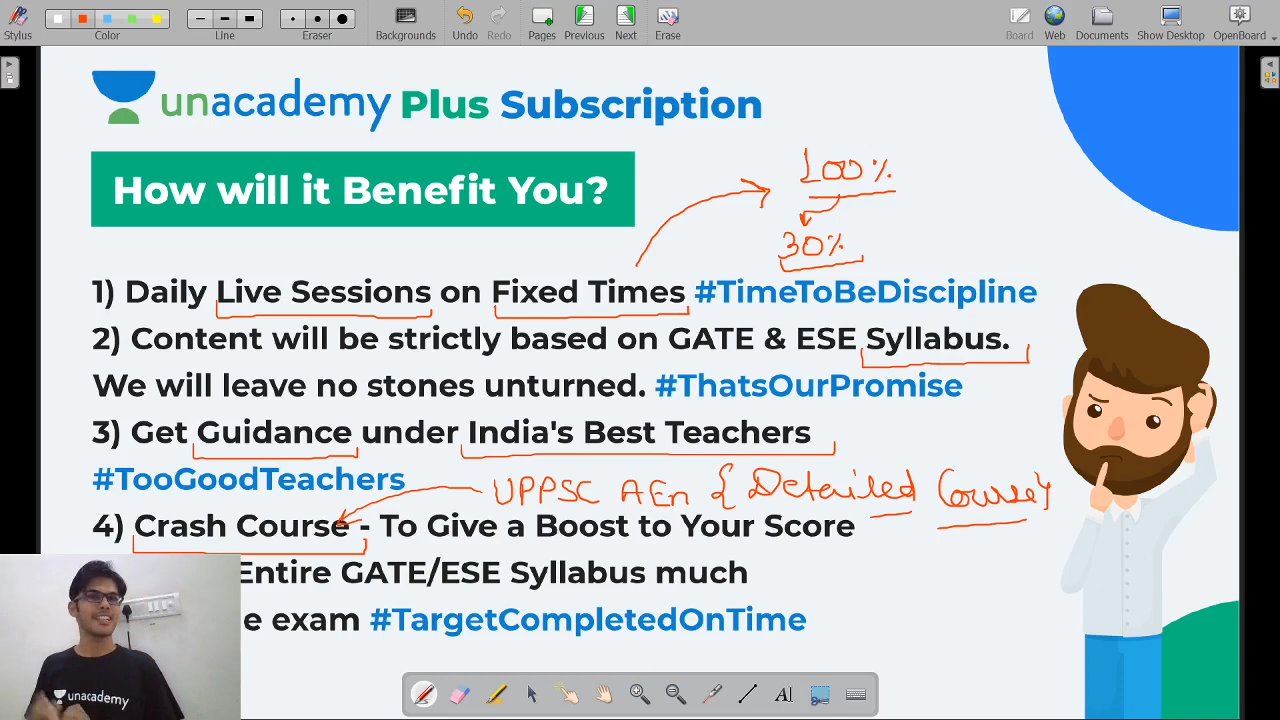 Stylus Color Line Eraser Backgrounds Undo Redo Pages Previous Next Erase Board Web Documents Show Desktop OpenBoard
unacademy Plus Subscription
How will it Benefit You?
100%
30%
1) Daily Live Sessions on Fixed Times #TimeToBeDiscipline
2) Content will be strictly based on GATE & ESE Syllabus.
We will leave no stones unturned. #ThatsOurPromise
3) Get Guidance under India's Best Teachers
#TooGoodTeachers
UPPSC AEn { Detailed Course}
4) Crash Course - To Give a Boost to Your Score
Entire GATE/ESE Syllabus much
e exam #TargetCompletedOnTime
unacademy
AI